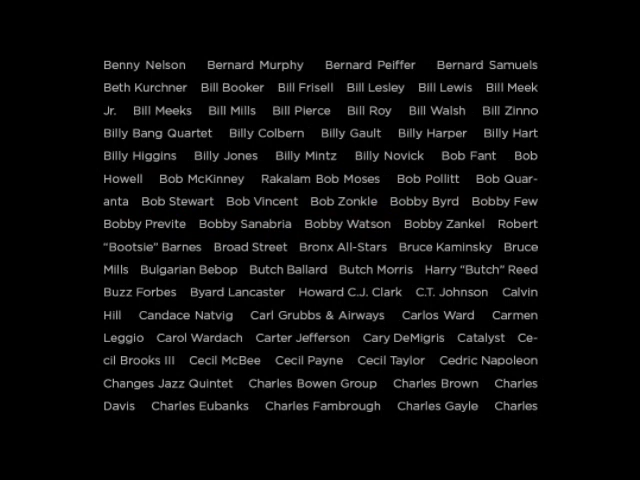 Benny Nelson Bernard Murphy Bernard Peiffer Bernard Samuels
Beth Kurchner Bill Booker Bill Frisell Bill Lesley Bill Lewis Bill Meek
Jr. Bill Meeks Bill Mills Bill Pierce Bill Roy Bill Walsh Bill Zinno
Billy Bang Quartet Billy Colbern Billy Gault Billy Harper Billy Hart
Billy Higgins Billy Jones Billy Mintz Billy Novick Bob Fant Bob
Howell Bob McKinney Rakalam Bob Moses Bob Pollitt Bob Quar-
anta Bob Stewart Bob Vincent Bob Zonkle Bobby Byrd Bobby Few
Bobby Previte Bobby Sanabria Bobby Watson Bobby Zankel Robert
“Bootsie” Barnes Broad Street Bronx All-Stars Bruce Kaminsky Bruce
Mills Bulgarian Bebop Butch Ballard Butch Morris Harry “Butch” Reed
Buzz Forbes Byard Lancaster Howard C.J. Clark C.T. Johnson Calvin
Hill Candace Natvig Carl Grubbs & Airways Carlos Ward Carmen
Leggio Carol Wardach Carter Jefferson Cary DeMigris Catalyst Ce-
cil Brooks III Cecil McBee Cecil Payne Cecil Taylor Cedric Napoleon
Changes Jazz Quintet Charles Bowen Group Charles Brown Charles
Davis Charles Eubanks Charles Fambrough Charles Gayle Charles